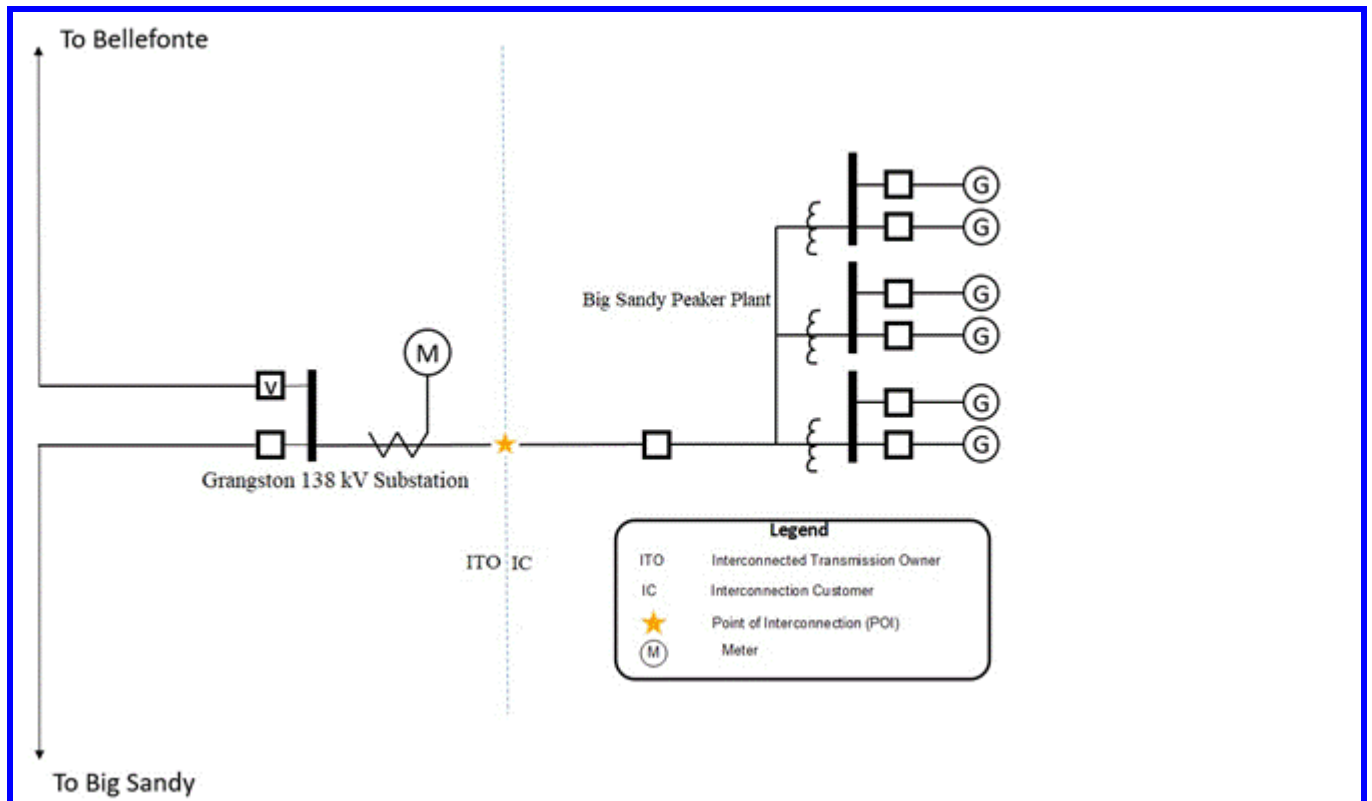 To Bellefonte
G
G
Big Sandy Peaker Plant
G
G
M
V
G
G
Grangston 138 kV Substation
ITO IC
Legend
ITO Interconnected Transmission Owner
IC Interconnection Customer
Point of Interconnection (POI)
M Meter
To Big Sandy